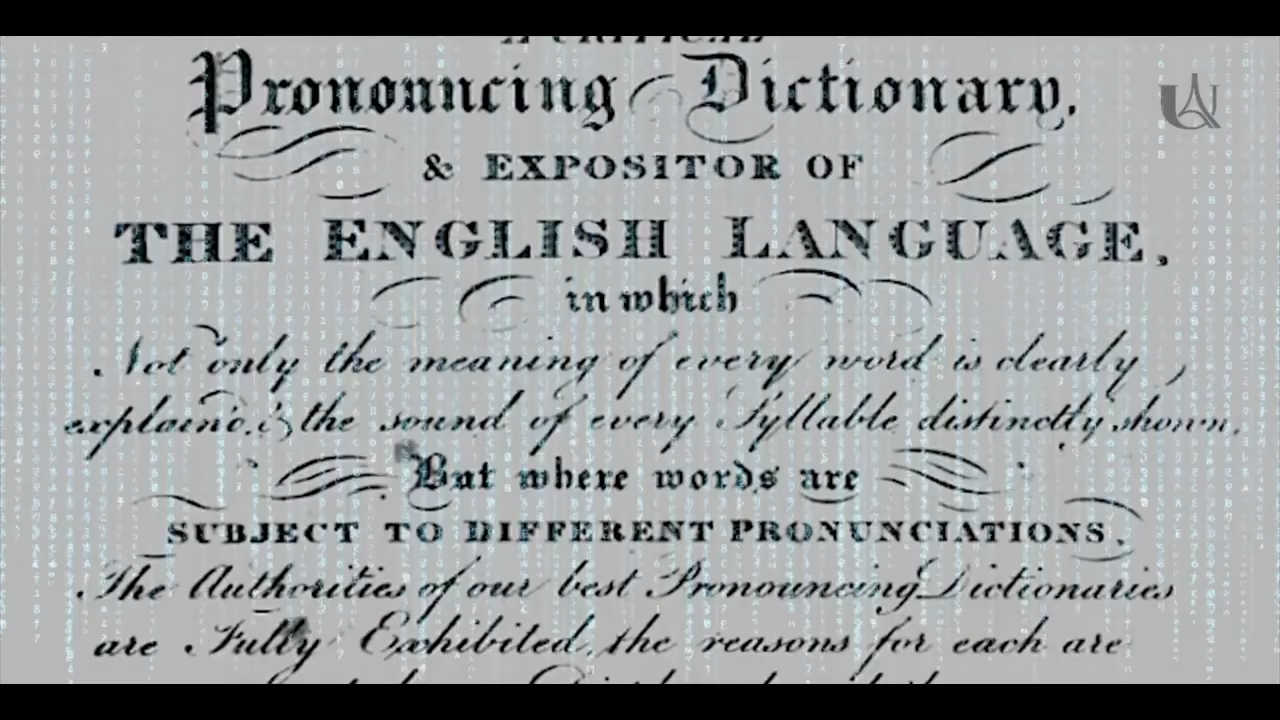 A CRITICAL
Pronouncing Dictionary,
& EXPOSITOR OF
THE ENGLISH LANGUAGE,
in which
Not only the meaning of every word is clearly
explain'd, & the sound of every Syllable distinctly shown.
But where words are
SUBJECT TO DIFFERENT PRONUNCIATIONS,
The Authorities of our best Pronouncing Dictionaries
are Fully Exhibited, the reasons for each are